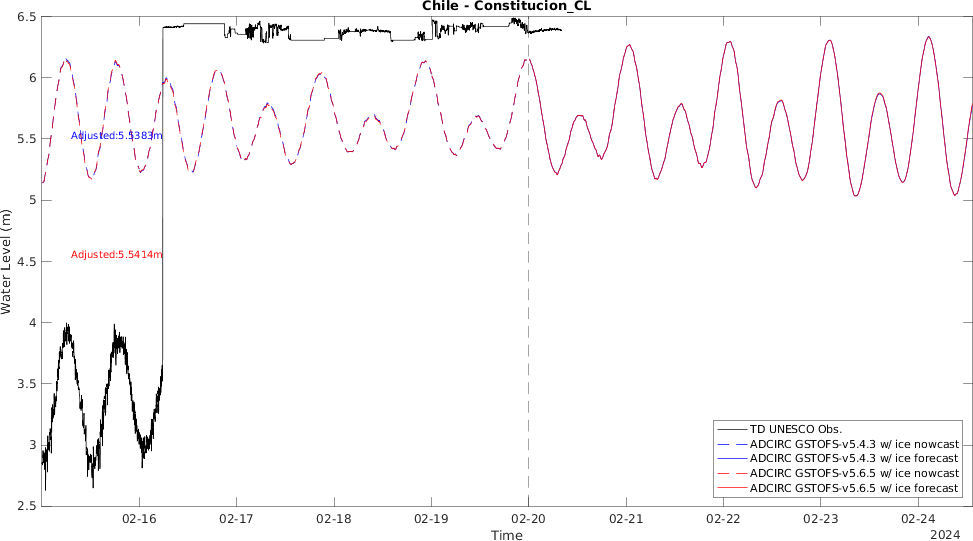 Chile - Constitucion_CL
6.5
6
5.5
5
4.5
4
3.5
3
2.5
Water Level (m)
Adjusted:5.5383m
Adjusted:5.5414m
TD UNESCO Obs.
ADCIRC GSTOFS-v5.4.3 w/ ice nowcast
ADCIRC GSTOFS-v5.4.3 w/ ice forecast
ADCIRC GSTOFS-v5.6.5 w/ ice nowcast
ADCIRC GSTOFS-v5.6.5 w/ ice forecast
02-16 02-17 02-18 02-19 02-20 02-21 02-22 02-23 02-24
Time
2024